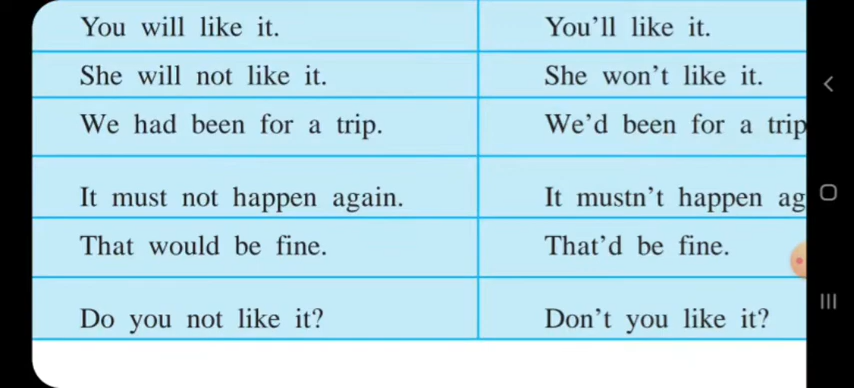 You will like it. You’ll like it.
She will not like it. She won’t like it.
We had been for a trip. We’d been for a trip
It must not happen again. It mustn’t happen ag
That would be fine. That’d be fine.
Do you not like it? Don’t you like it?